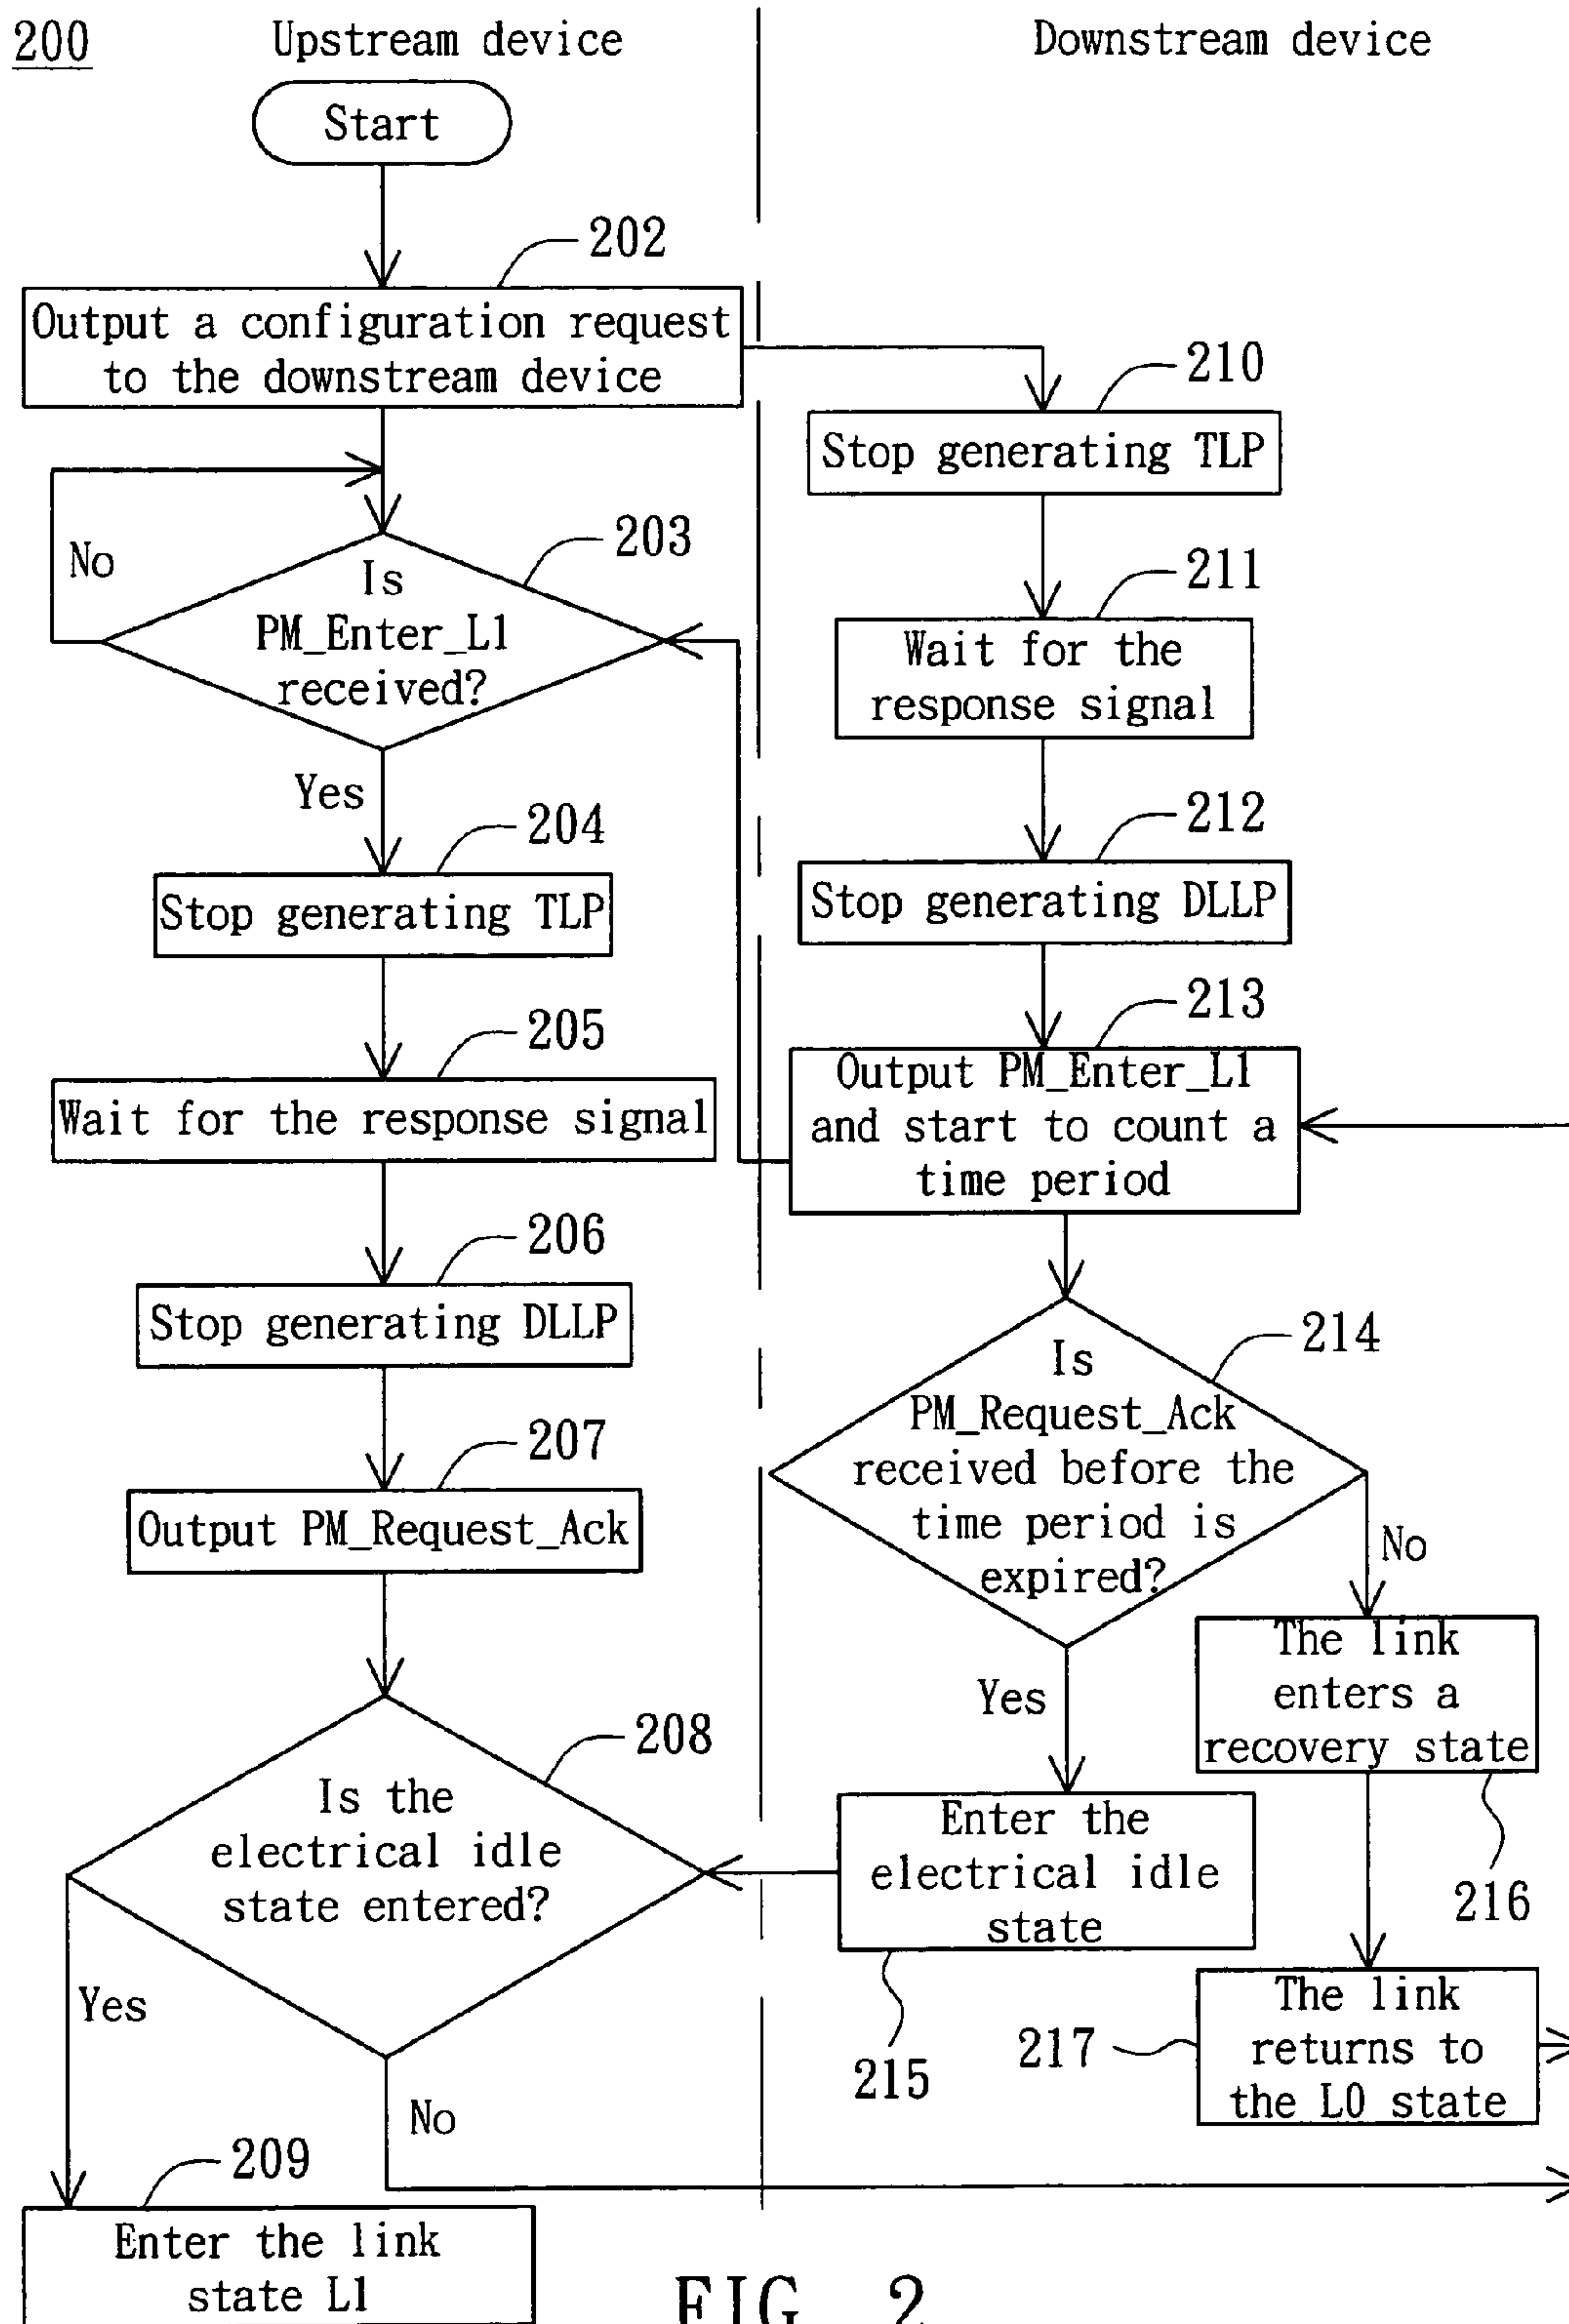 200
Upstream device
Downstream device
Start
202
Output a configuration request
to the downstream device
203
Is
PM_Enter_L1
received?
No
Yes
204
Stop generating TLP
205
Wait for the response signal
206
Stop generating DLLP
207
Output PM_Request_Ack
208
Is the
electrical idle
state entered?
Yes
No
209
Enter the link
state L1
210
Stop generating TLP
211
Wait for the
response signal
212
Stop generating DLLP
213
Output PM_Enter_L1
and start to count a
time period
214
Is
PM_Request_Ack
received before the
time period is
expired?
No
Yes
The link
enters a
recovery state
216
Enter the
electrical idle
state
215
217
The link
returns to
the L0 state
FIG. 2